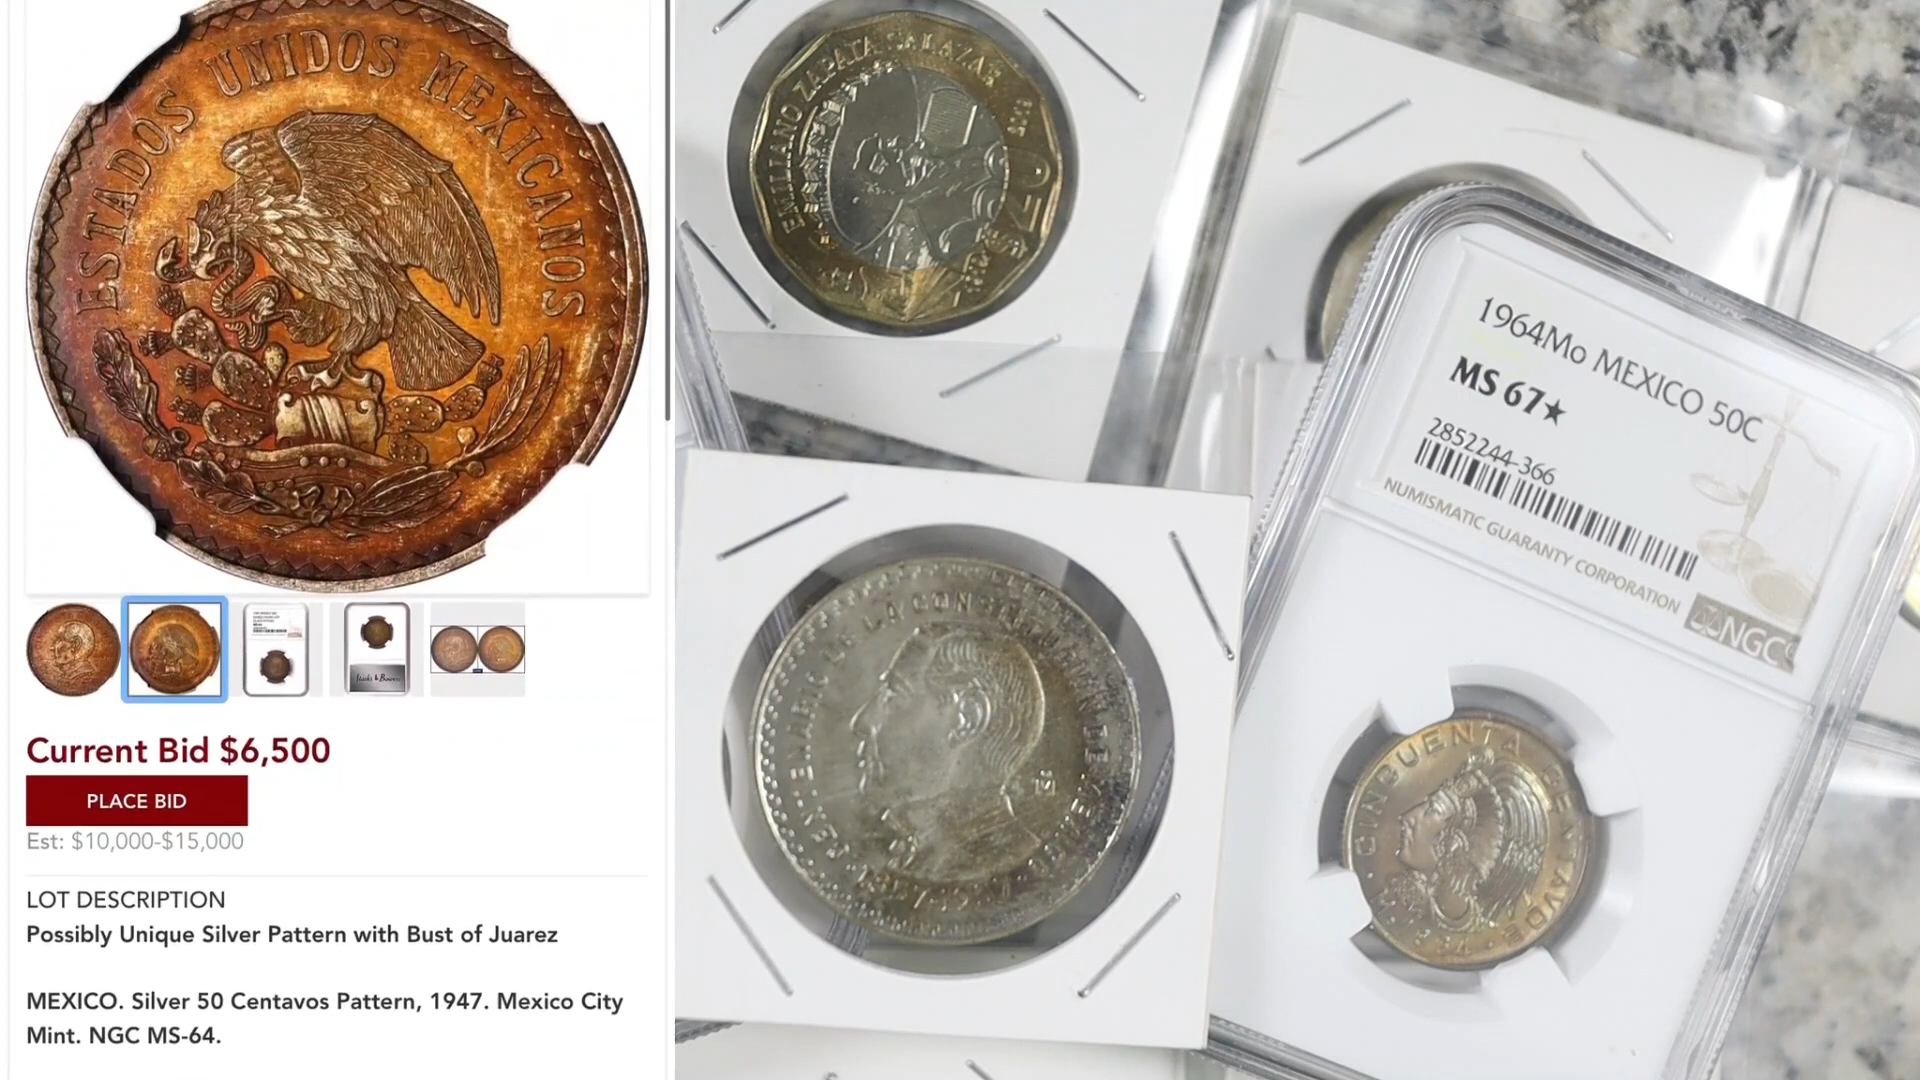 ESTADOS UNIDOS MEXICANOS
Stack's & Bowers
Current Bid $6,500
PLACE BID
Est: $10,000-$15,000
LOT DESCRIPTION
Possibly Unique Silver Pattern with Bust of Juarez
MEXICO. Silver 50 Centavos Pattern, 1947. Mexico City
Mint. NGC MS-64.
EMILIANO ZAPATA SALAZAR
1964Mo MEXICO 50C
MS 67★
2852244-366
NUMISMATIC GUARANTY CORPORATION
NGC
CINCUENTA CENTAVOS